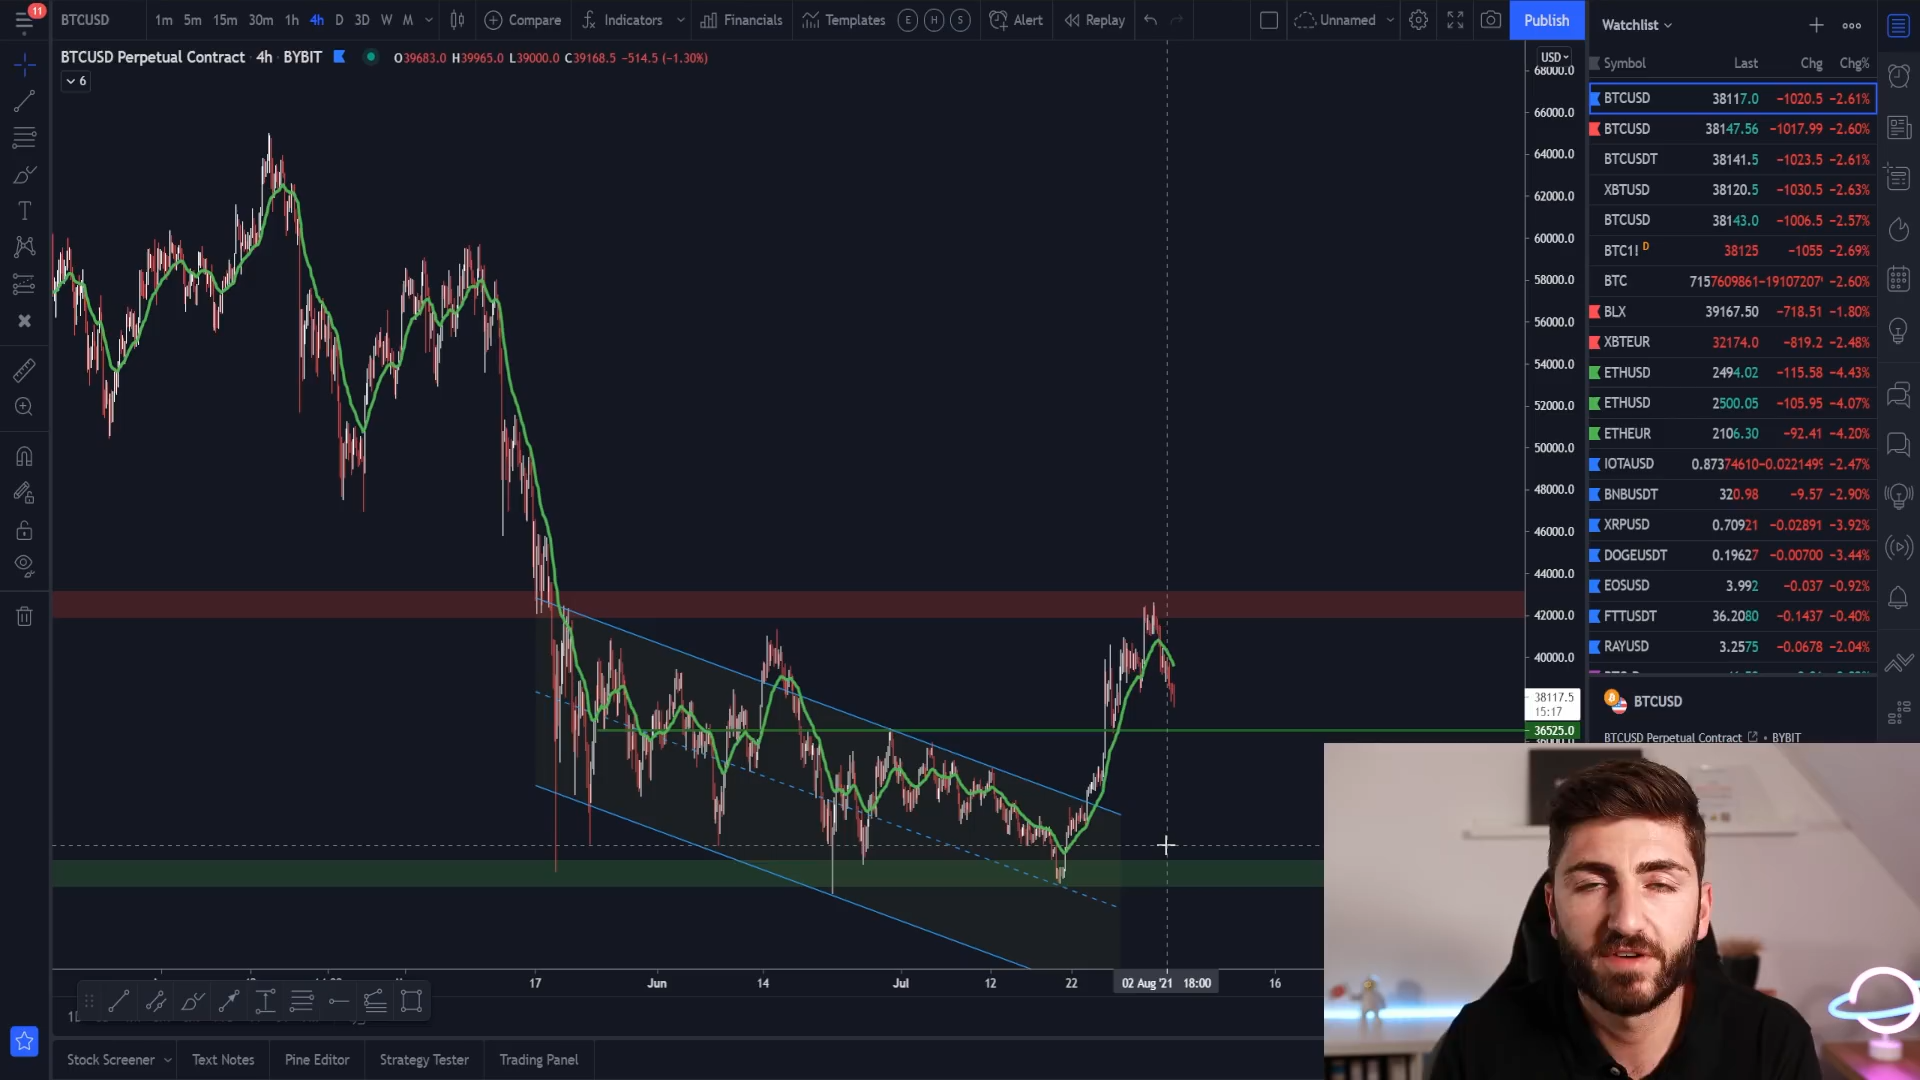 11
BTCUSD 1m 5m 15m 30m 1h 4h D 3D W M Compare Indicators Financials Templates E H S Alert Replay Unnamed Publish
BTCUSD Perpetual Contract · 4h · BYBIT O39683.0 H39965.0 L39000.0 C39168.5 −514.5 (−1.30%)
6
USD
68000.0
66000.0
64000.0
62000.0
60000.0
58000.0
56000.0
54000.0
52000.0
50000.0
48000.0
46000.0
44000.0
42000.0
40000.0
38117.5
15:17
36525.0
36000.0
17 Jun 14 Jul 12 22 02 Aug '21 18:00 16
Stock Screener Text Notes Pine Editor Strategy Tester Trading Panel
Watchlist
Symbol Last Chg Chg%
BTCUSD 38117.0 −1020.5 −2.61%
BTCUSD 38147.56 −1017.99 −2.60%
BTCUSDT 38141.5 −1023.5 −2.61%
XBTUSD 38120.5 −1030.5 −2.63%
BTCUSD 38143.0 −1006.5 −2.57%
BTC1! D 38125 −1055 −2.69%
BTC 7157609861 −19107207 −2.60%
BLX 39167.50 −718.51 −1.80%
XBTEUR 32174.0 −819.2 −2.48%
ETHUSD 2494.02 −115.58 −4.43%
ETHUSD 2500.05 −105.95 −4.07%
ETHEUR 2106.30 −92.41 −4.20%
IOTAUSD 0.87374610 −0.0221499 −2.47%
BNBUSDT 320.98 −9.57 −2.90%
XRPUSD 0.70921 −0.02891 −3.92%
DOGEUSDT 0.19627 −0.00700 −3.44%
EOSUSD 3.992 −0.037 −0.92%
FTTUSDT 36.2080 −0.1437 −0.40%
RAYUSD 3.2575 −0.0678 −2.04%
BTCUSD
BTCUSD Perpetual Contract • BYBIT